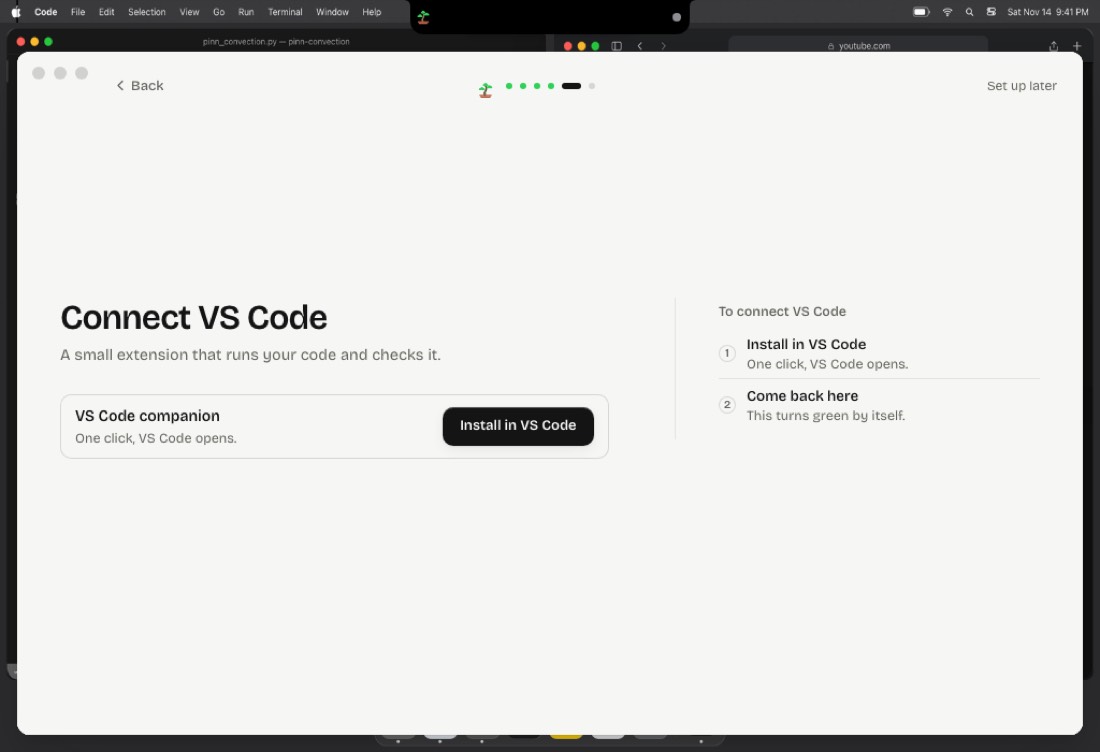 Code File Edit Selection View Go Run Terminal Window Help
Sat Nov 14 9:41 PM
pinn_convection.py — pinn-convection
youtube.com
Back
Set up later
Connect VS Code
A small extension that runs your code and checks it.
VS Code companion
One click, VS Code opens.
Install in VS Code
To connect VS Code
1
Install in VS Code
One click, VS Code opens.
2
Come back here
This turns green by itself.